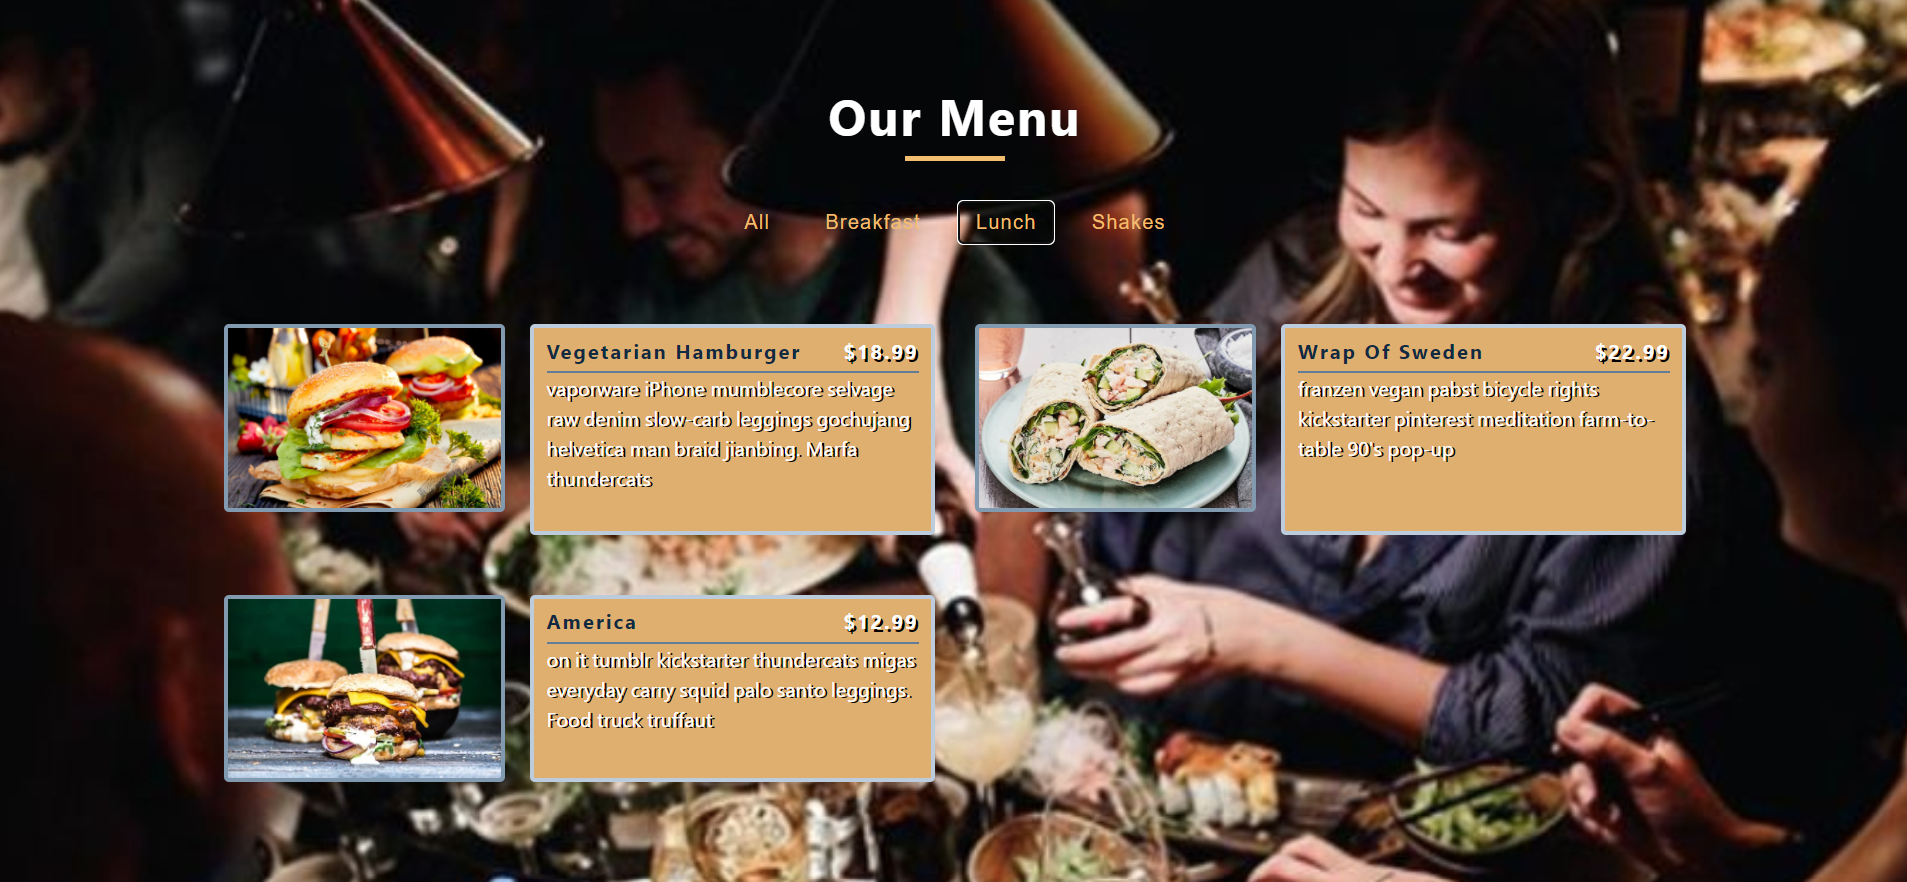 Our Menu
All
Breakfast
Lunch
Shakes
Vegetarian Hamburger
$18.99
vaporware iPhone mumblecore selvage
raw denim slow-carb leggings gochujang
helvetica man braid jianbing. Marfa
thundercats
Wrap Of Sweden
$22.99
franzen vegan pabst bicycle rights
kickstarter pinterest meditation farm-to-
table 90's pop-up
America
$12.99
on it tumblr kickstarter thundercats migas
everyday carry squid palo santo leggings.
Food truck truffaut